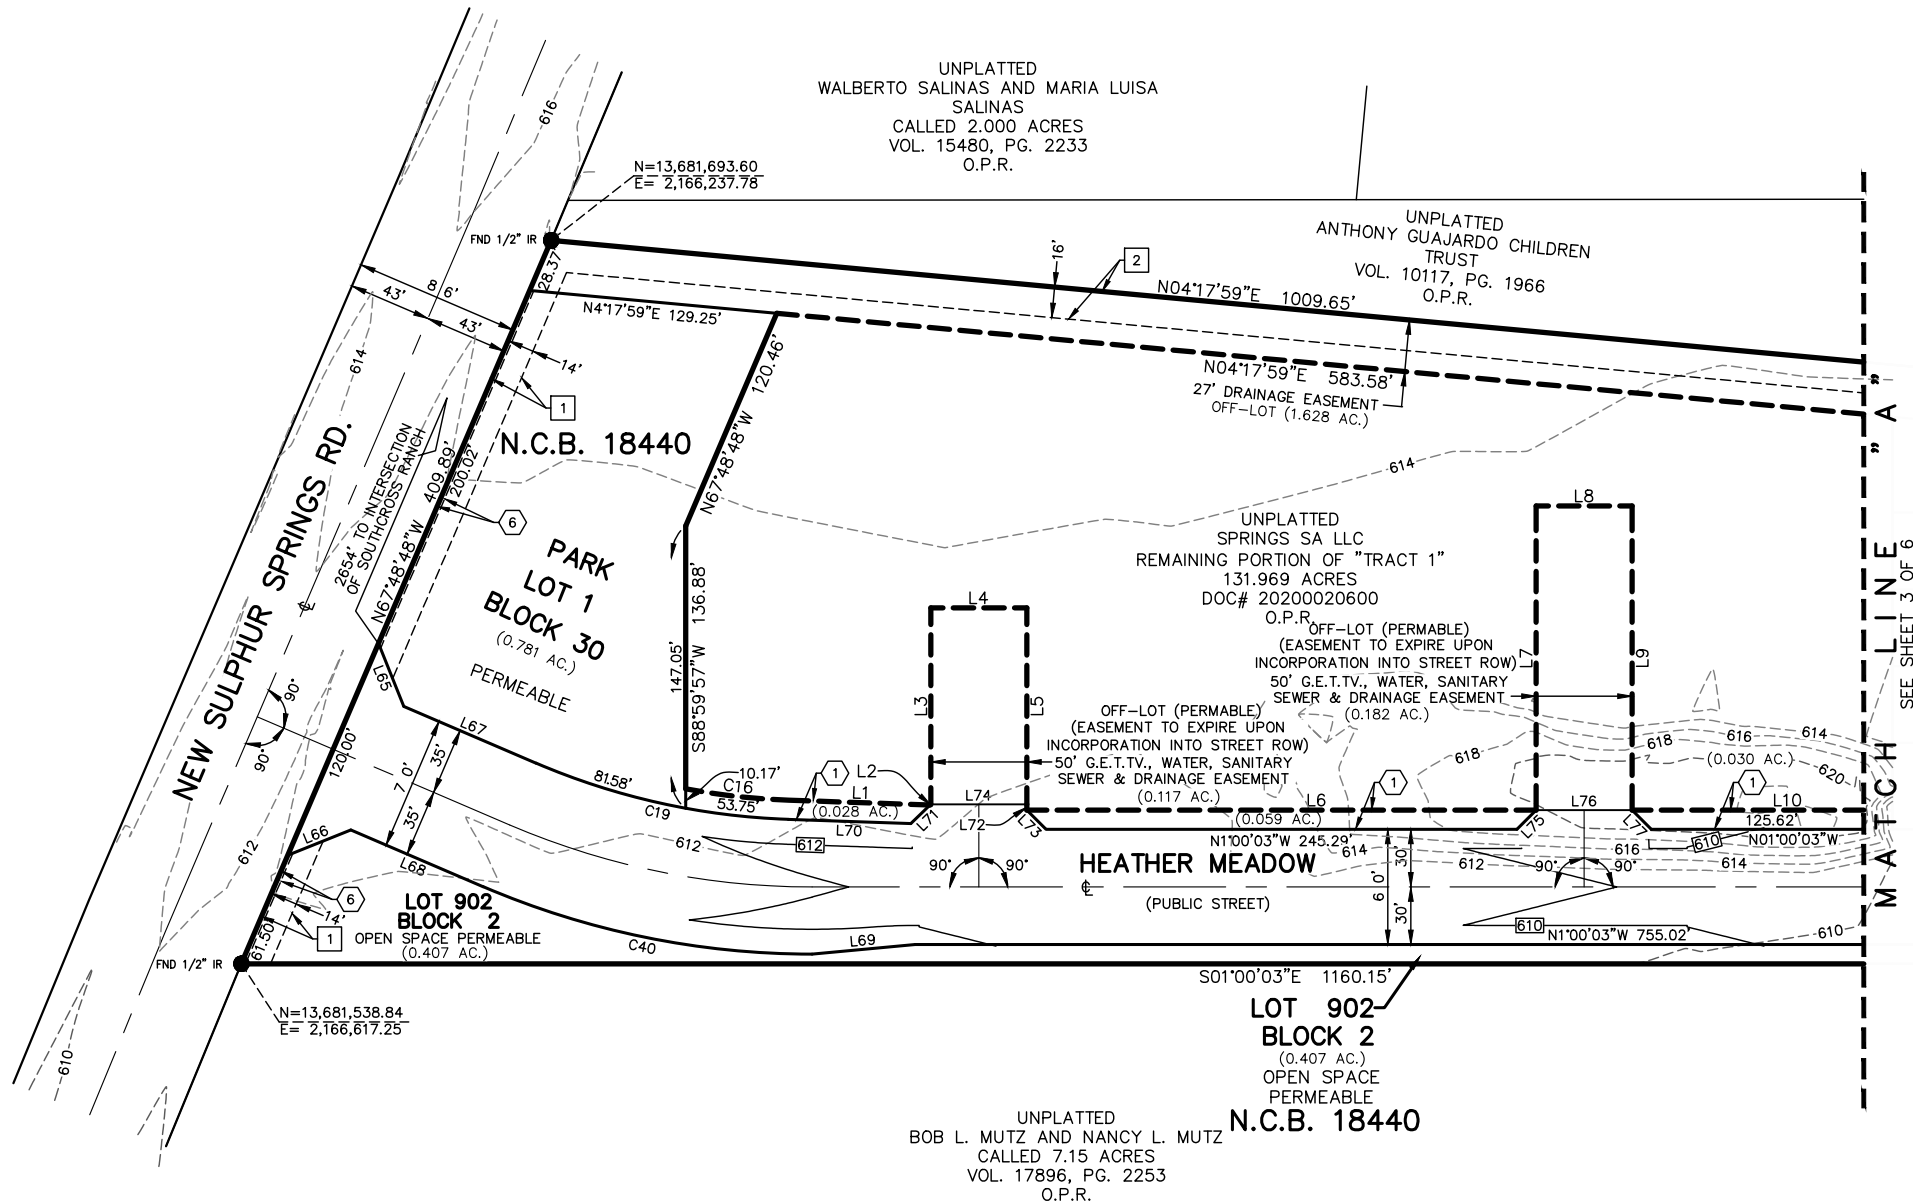 UNPLATTED
WALBERTO SALINAS AND MARIA LUISA
SALINAS
CALLED 2.000 ACRES
VOL. 15480, PG. 2233
O.P.R.
616
N=13,681,693.60
E= 2,166,237.78
FND 1/2" IR
UNPLATTED
ANTHONY GUAJARDO CHILDREN
TRUST
VOL. 10117, PG. 1966
O.P.R.
16'
2
N04°17'59"E 1009.65'
28.37
N4°17'59"E 129.25'
8 6'
43'
43'
14'
1
614
N04°17'59"E 583.58'
27' DRAINAGE EASEMENT
OFF-LOT (1.628 AC.)
N67°48'48"W 120.46'
N.C.B. 18440
614
NEW SULPHUR SPRINGS RD.
2654' TO INTERSECTION
OF SOUTHCROSS RANCH
N67°48'48"W 409.89'
200.02'
6
PARK
LOT 1
BLOCK 30
(0.781 AC.)
PERMEABLE
147.05'
S88°59'57"W 136.88'
L4
L3
L5
L8
L7
L9
UNPLATTED
SPRINGS SA LLC
REMAINING PORTION OF "TRACT 1"
131.969 ACRES
DOC# 20200020600
O.P.R.
OFF-LOT (PERMABLE)
(EASEMENT TO EXPIRE UPON
INCORPORATION INTO STREET ROW)
50' G.E.T.TV., WATER, SANITARY
SEWER & DRAINAGE EASEMENT
(0.182 AC.)
OFF-LOT (PERMABLE)
(EASEMENT TO EXPIRE UPON
INCORPORATION INTO STREET ROW)
50' G.E.T.TV., WATER, SANITARY
SEWER & DRAINAGE EASEMENT
(0.117 AC.)
MATCH LINE "A"
SEE SHEET 3 OF 6
618
618
616
614
(0.030 AC.)
620
L65
L67
90°
90°
120.00'
7 0'
35'
35'
81.58'
C19
10.17'
C16
53.75'
1
L1
L2
(0.028 AC.)
L70
L71
L74
L72
L73
L6
(0.059 AC.)
1
L75
L76
L77
1
L10
125.62'
N01°00'03"W
N1°00'03"W 245.29'
610
614
612
616
614
612
612
L66
L68
612
90°
90°
HEATHER MEADOW
(PUBLIC STREET)
℄
℄
6 0'
30'
30'
90°
90°
610
N1°00'03"W 755.02'
610
6
14'
1
61.50'
LOT 902
BLOCK 2
OPEN SPACE PERMEABLE
(0.407 AC.)
C40
L69
FND 1/2" IR
N=13,681,538.84
E= 2,166,617.25
610
S01°00'03"E 1160.15'
LOT 902
BLOCK 2
(0.407 AC.)
OPEN SPACE
PERMEABLE
N.C.B. 18440
UNPLATTED
BOB L. MUTZ AND NANCY L. MUTZ
CALLED 7.15 ACRES
VOL. 17896, PG. 2253
O.P.R.